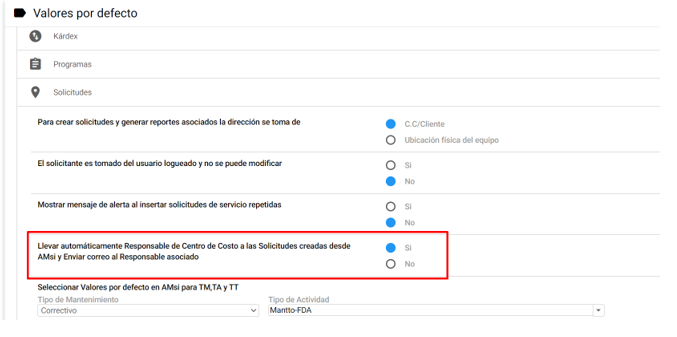 Valores por defecto
Kárdex
Programas
Solicitudes
Para crear solicitudes y generar reportes asociados la dirección se toma de
C.C/Cliente
Ubicación física del equipo
El solicitante es tomado del usuario logueado y no se puede modificar
Si
No
Mostrar mensaje de alerta al insertar solicitudes de servicio repetidas
Si
No
Llevar automáticamente Responsable de Centro de Costo a las Solicitudes creadas desde
AMsi y Enviar correo al Responsable asociado
Si
No
Seleccionar Valores por defecto en AMsi para TM,TA y TT
Tipo de Mantenimiento
Tipo de Actividad
Correctivo
Mantto-FDA